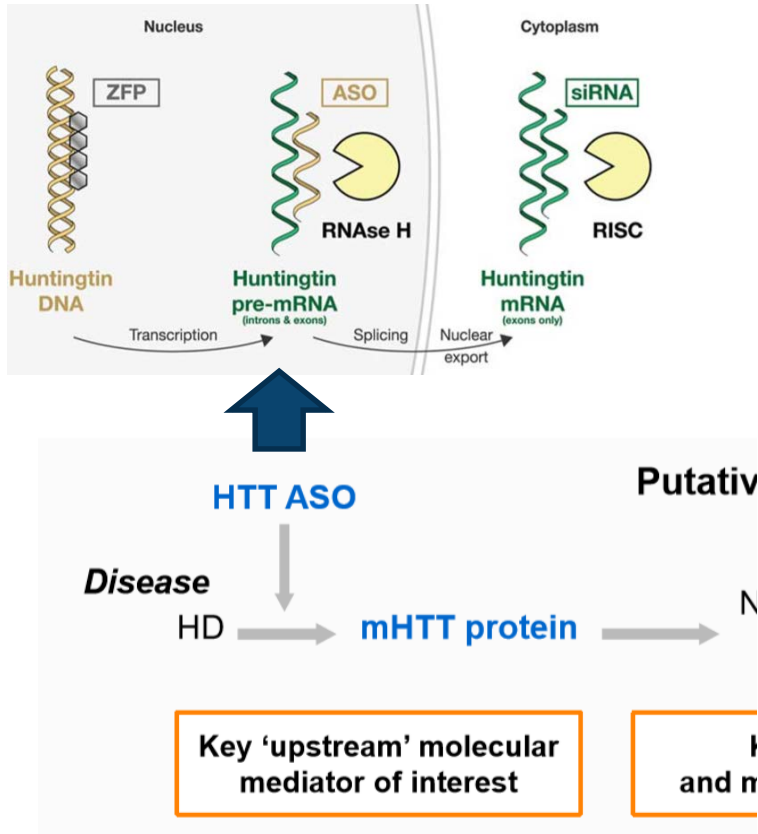 Nucleus
Cytoplasm
ZFP
ASO
siRNA
RNAse H
RISC
Huntingtin
DNA
Huntingtin
pre-mRNA
(introns & exons)
Huntingtin
mRNA
(exons only)
Transcription
Splicing
Nuclear
export
HTT ASO
Putativ
Disease
N
HD
mHTT protein
Key ‘upstream’ molecular
mediator of interest
and m